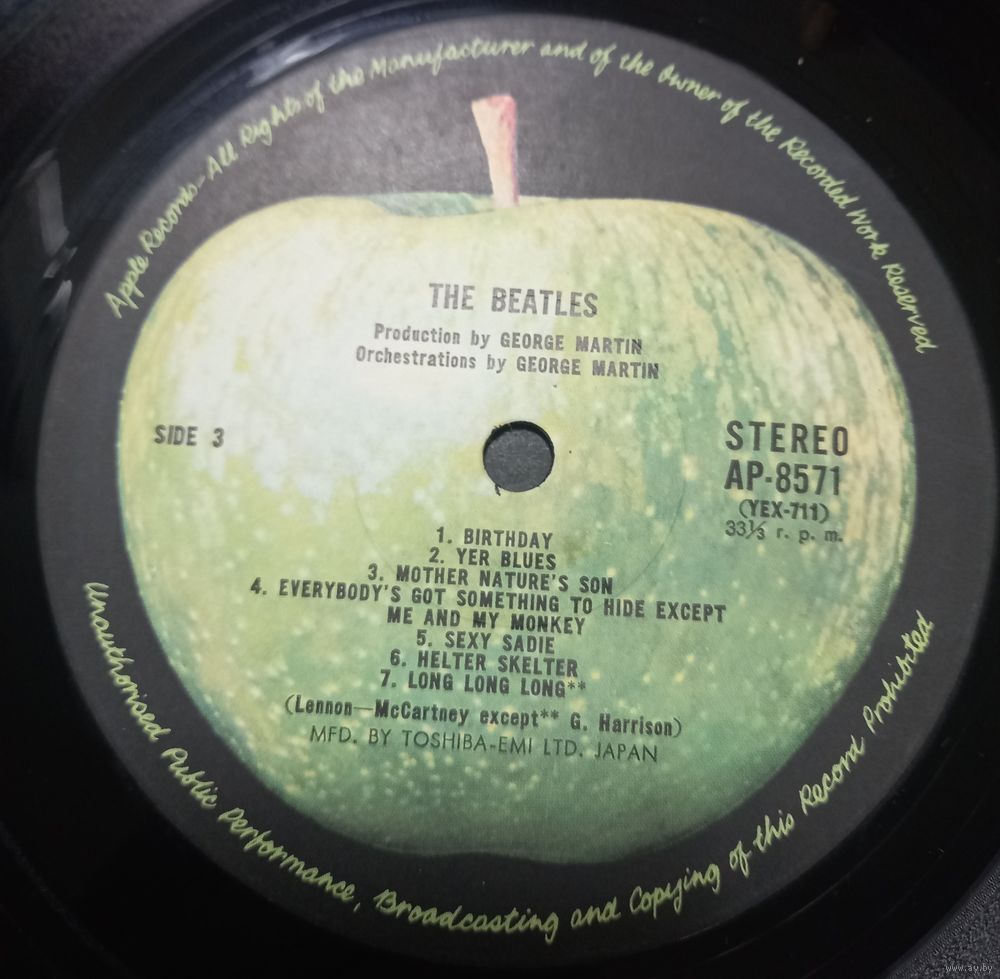 Apple Records-All Rights of the Manufacturer and of the Owner of the Recorded Work Reserved
THE BEATLES
Production by GEORGE MARTIN
Orchestrations by GEORGE MARTIN
SIDE 3
STEREO
AP-8571
(YEX-711)
33⅓ r. p. m.
1. BIRTHDAY
2. YER BLUES
3. MOTHER NATURE'S SON
4. EVERYBODY'S GOT SOMETHING TO HIDE EXCEPT
ME AND MY MONKEY
5. SEXY SADIE
6. HELTER SKELTER
7. LONG LONG LONG**
(Lennon—McCartney except** G. Harrison)
MFD. BY TOSHIBA-EMI LTD. JAPAN
Unauthorised Public Performance, Broadcasting and Copying of this Record Prohibited
www.ay.by